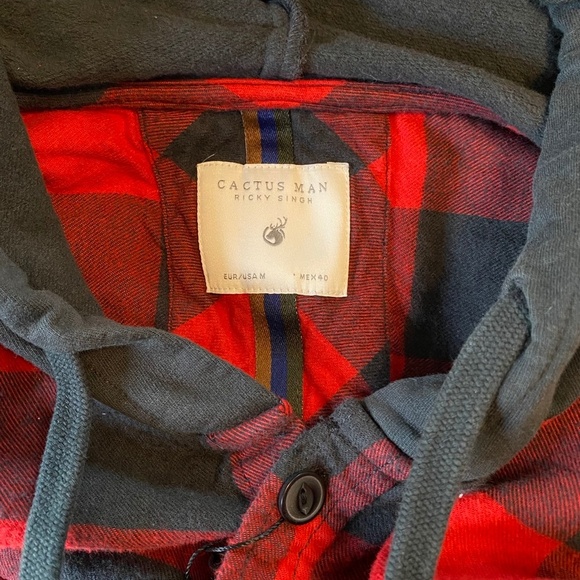 CACTUS MAN
RICKY SINGH
EUR/USA M * MEX 40